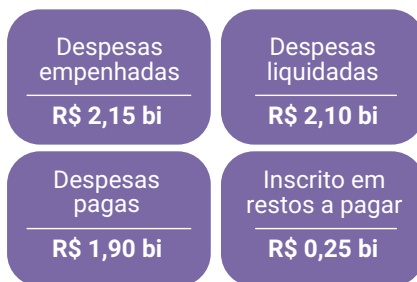 Despesas
empenhadas
R$ 2,15 bi
Despesas
liquidadas
R$ 2,10 bi
Despesas
pagas
R$ 1,90 bi
Inscrito em
restos a pagar
R$ 0,25 bi